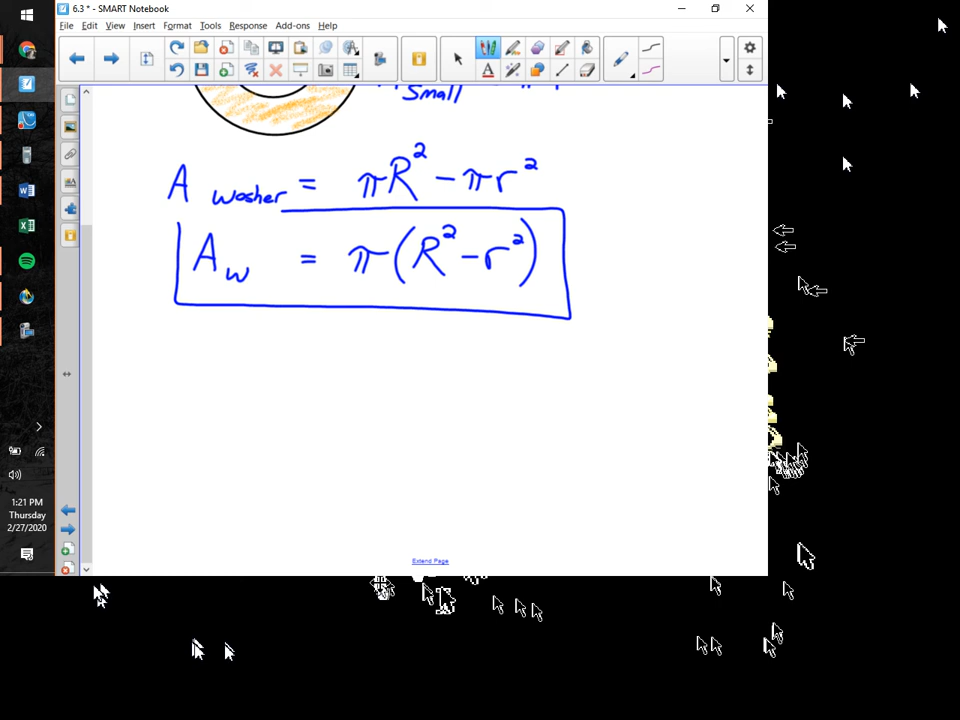 6.3 * - SMART Notebook
File Edit View Insert Format Tools Response Add-ons Help
Small
A washer = πR² - πr²
A w = π(R² - r²)
1:21 PM
Thursday
2/27/2020
Extend Page